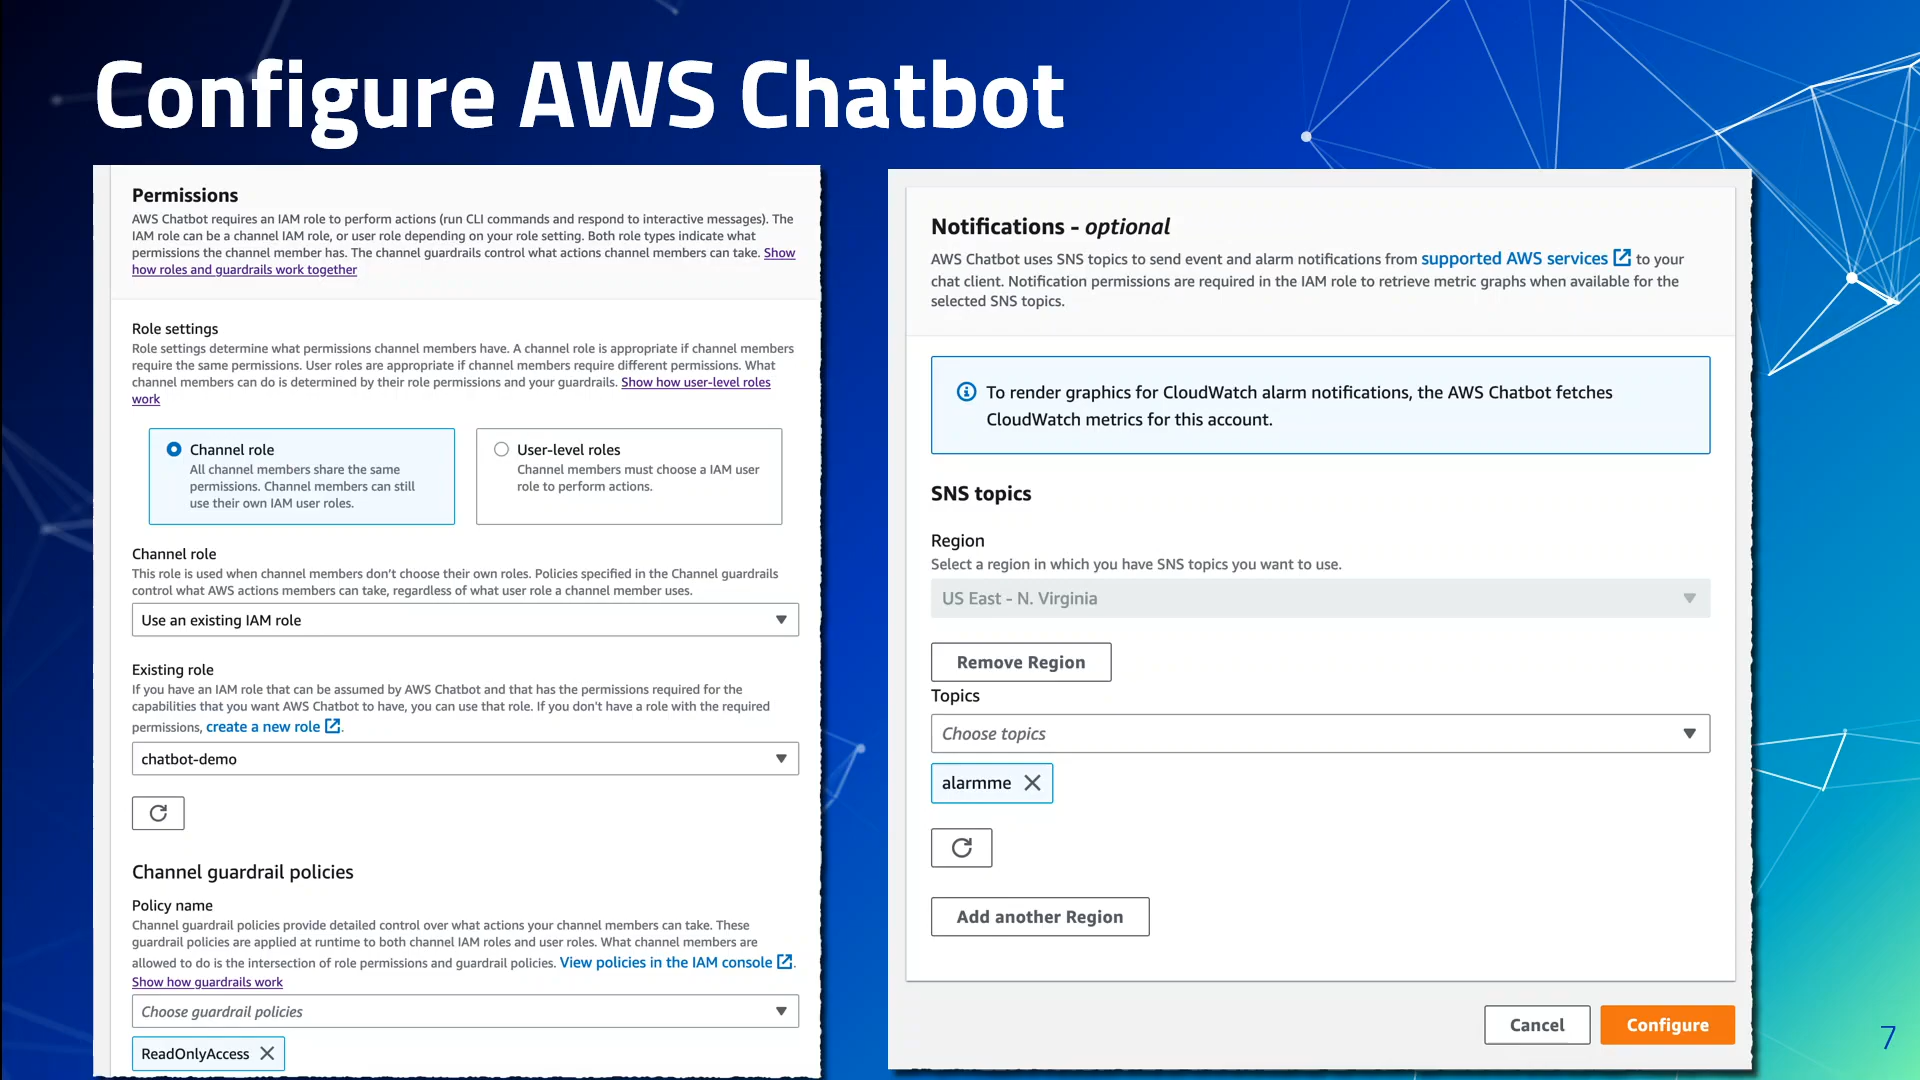 Configure AWS Chatbot
Permissions
AWS Chatbot requires an IAM role to perform actions (run CLI commands and respond to interactive messages). The
IAM role can be a channel IAM role, or user role depending on your role setting. Both role types indicate what
permissions the channel member has. The channel guardrails control what actions channel members can take. Show
how roles and guardrails work together
Role settings
Role settings determine what permissions channel members have. A channel role is appropriate if channel members
require the same permissions. User roles are appropriate if channel members require different permissions. What
channel members can do is determined by their role permissions and your guardrails. Show how user-level roles
work
Channel role
All channel members share the same
permissions. Channel members can still
use their own IAM user roles.
User-level roles
Channel members must choose a IAM user
role to perform actions.
Channel role
This role is used when channel members don't choose their own roles. Policies specified in the Channel guardrails
control what AWS actions members can take, regardless of what user role a channel member uses.
Use an existing IAM role
Existing role
If you have an IAM role that can be assumed by AWS Chatbot and that has the permissions required for the
capabilities that you want AWS Chatbot to have, you can use that role. If you don't have a role with the required
permissions, create a new role.
chatbot-demo
Channel guardrail policies
Policy name
Channel guardrail policies provide detailed control over what actions your channel members can take. These
guardrail policies are applied at runtime to both channel IAM roles and user roles. What channel members are
allowed to do is the intersection of role permissions and guardrail policies. View policies in the IAM console.
Show how guardrails work
Choose guardrail policies
ReadOnlyAccess
Notifications - optional
AWS Chatbot uses SNS topics to send event and alarm notifications from supported AWS services to your
chat client. Notification permissions are required in the IAM role to retrieve metric graphs when available for the
selected SNS topics.
To render graphics for CloudWatch alarm notifications, the AWS Chatbot fetches
CloudWatch metrics for this account.
SNS topics
Region
Select a region in which you have SNS topics you want to use.
US East - N. Virginia
Remove Region
Topics
Choose topics
alarmme
Add another Region
Cancel
Configure
7